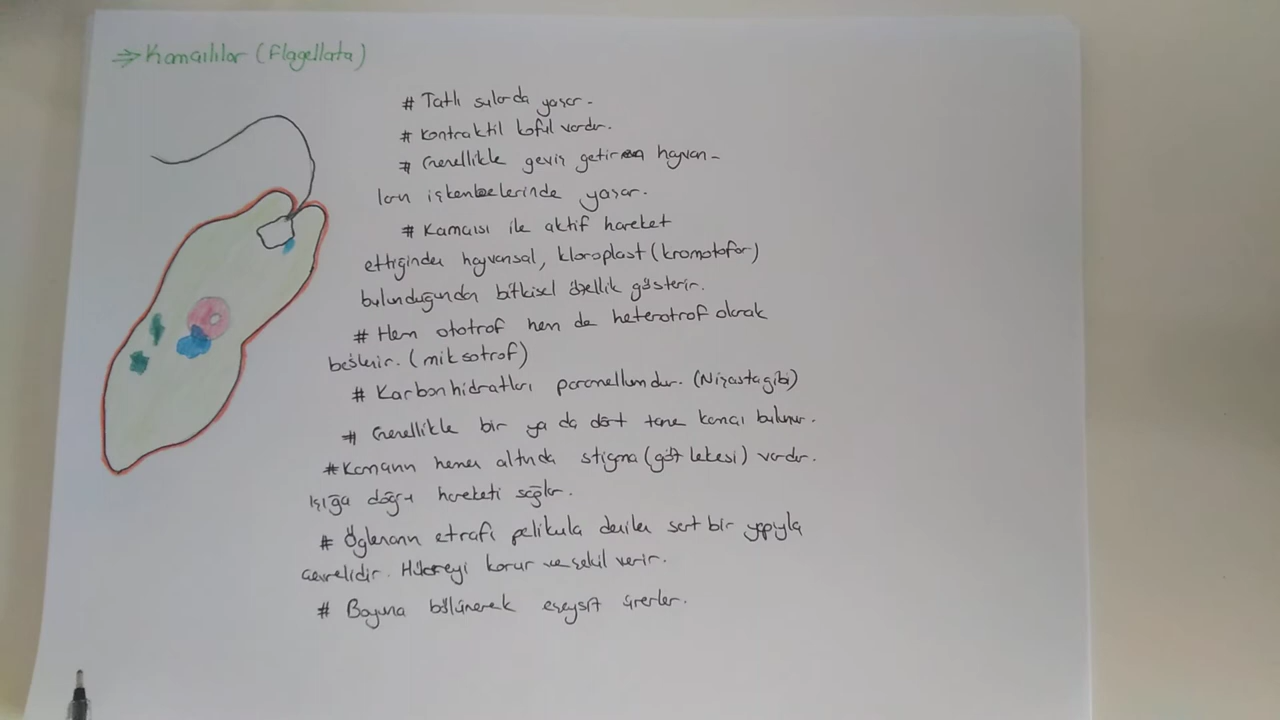 ⇒ Kamçılılar (Flagellata)
# Tatlı sularda yaşar.
# Kontraktil koful vardır.
# Genellikle geviş getiren hayvan-
ların işkembelerinde yaşar.
# Kamçısı ile aktif hareket
ettiğinden hayvansal, kloroplast (kromotofor)
bulunduğundan bitkisel özellik gösterir.
# Hem ototrof hem de heterotrof olarak
beslenir. (miksotrof)
# Karbonhidratları paramellumdur. (Nişasta gibi)
# Genellikle bir ya da dört tane kamçı bulunur.
# Kamçının hemen altında stigma (göz lekesi) vardır.
Işığa doğru hareketi sağlar.
# Öglenanın etrafı pelikula denilen sert bir yapıyla
çevrelidir. Hücreyi korur ve şekil verir.
# Boyuna bölünerek eşeysiz ürerler.